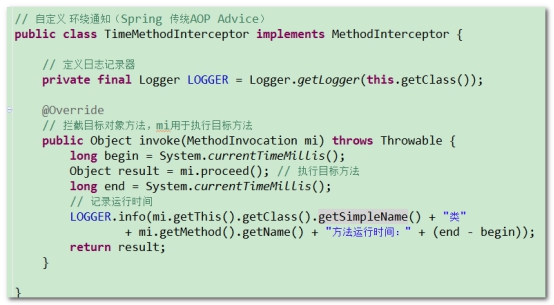 // 自定义 环绕通知（Spring 传统AOP Advice）
public class TimeMethodInterceptor implements MethodInterceptor {
// 定义日志记录器
private final Logger LOGGER = Logger.getLogger(this.getClass());
@Override
// 拦截目标对象方法，mi用于执行目标方法
public Object invoke(MethodInvocation mi) throws Throwable {
long begin = System.currentTimeMillis();
Object result = mi.proceed(); // 执行目标方法
long end = System.currentTimeMillis();
// 记录运行时间
LOGGER.info(mi.getThis().getClass().getSimpleName() + "类"
+ mi.getMethod().getName() + "方法运行时间：" + (end - begin));
return result;
}
}